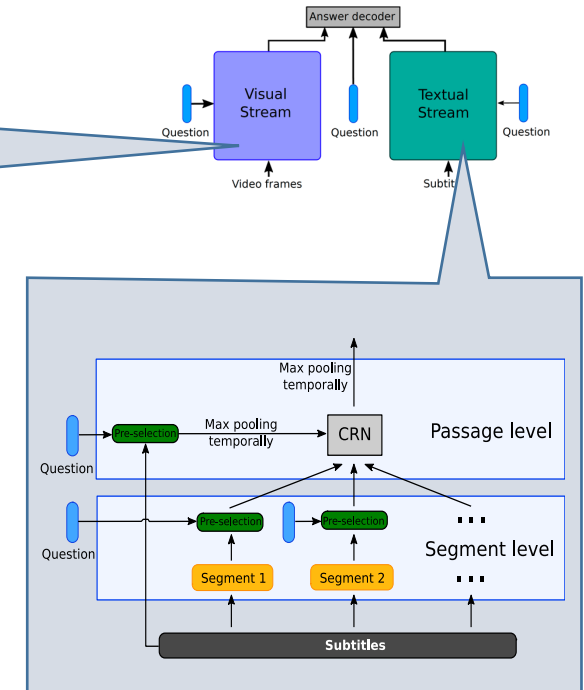 Answer decoder
Visual
Stream
Textual
Stream
Question
Question
Question
Video frames
Subtit
Max pooling
temporally
Pre-selection
Max pooling
temporally
CRN
Passage level
Question
Pre-selection
Pre-selection
Question
Segment level
Segment 1
Segment 2
Subtitles